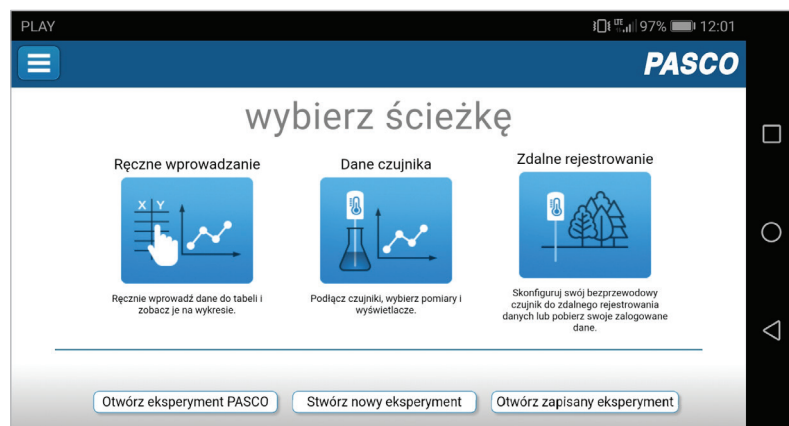 PLAY
LTE 97% 12:01
PASCO
wybierz ścieżkę
Ręczne wprowadzanie
Dane czujnika
Zdalne rejestrowanie
X Y
Ręcznie wprowadź dane do tabeli i
zobacz je na wykresie.
Podłącz czujniki, wybierz pomiary i
wyświetlacze.
Skonfiguruj swój bezprzewodowy
czujnik do zdalnego rejestrowania
danych lub pobierz swoje zalogowane
dane.
Otwórz eksperyment PASCO
Stwórz nowy eksperyment
Otwórz zapisany eksperyment